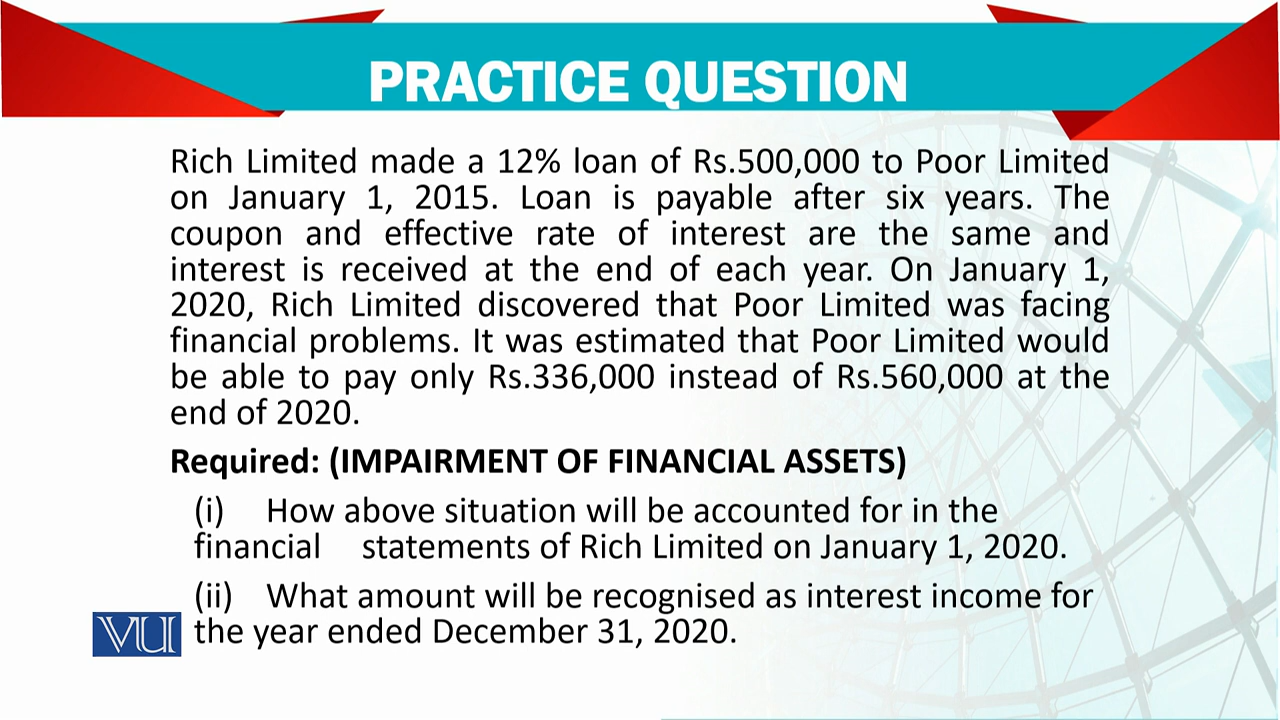 PRACTICE QUESTION
Rich Limited made a 12% loan of Rs.500,000 to Poor Limited
on January 1, 2015. Loan is payable after six years. The
coupon and effective rate of interest are the same and
interest is received at the end of each year. On January 1,
2020, Rich Limited discovered that Poor Limited was facing
financial problems. It was estimated that Poor Limited would
be able to pay only Rs.336,000 instead of Rs.560,000 at the
end of 2020.
Required: (IMPAIRMENT OF FINANCIAL ASSETS)
(i) How above situation will be accounted for in the
financial statements of Rich Limited on January 1, 2020.
(ii) What amount will be recognised as interest income for
the year ended December 31, 2020.
VU